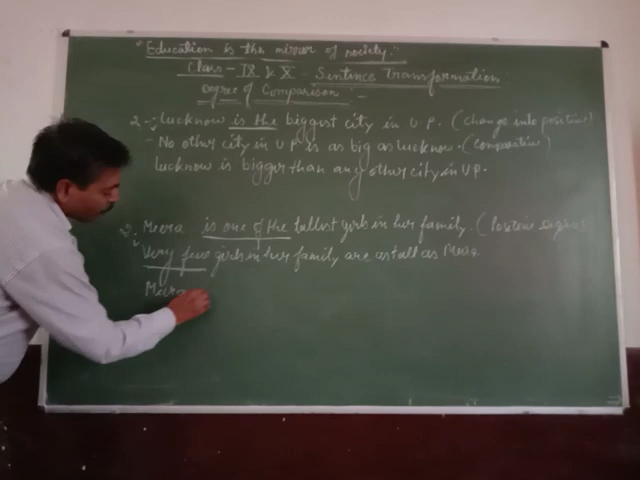 "Education is the mirror of society."
Class - IX & X - Sentence Transformation
Degree of Comparison -
2 - Lucknow is the biggest city in U P. (Change into positive)
- No other city in U P is as big as Lucknow. (Comparative)
Lucknow is bigger than any other city in U P.
Meera is one of the tallest girls in her family. (Positive degree
Very few girls in her family are as tall as Meera
Meera